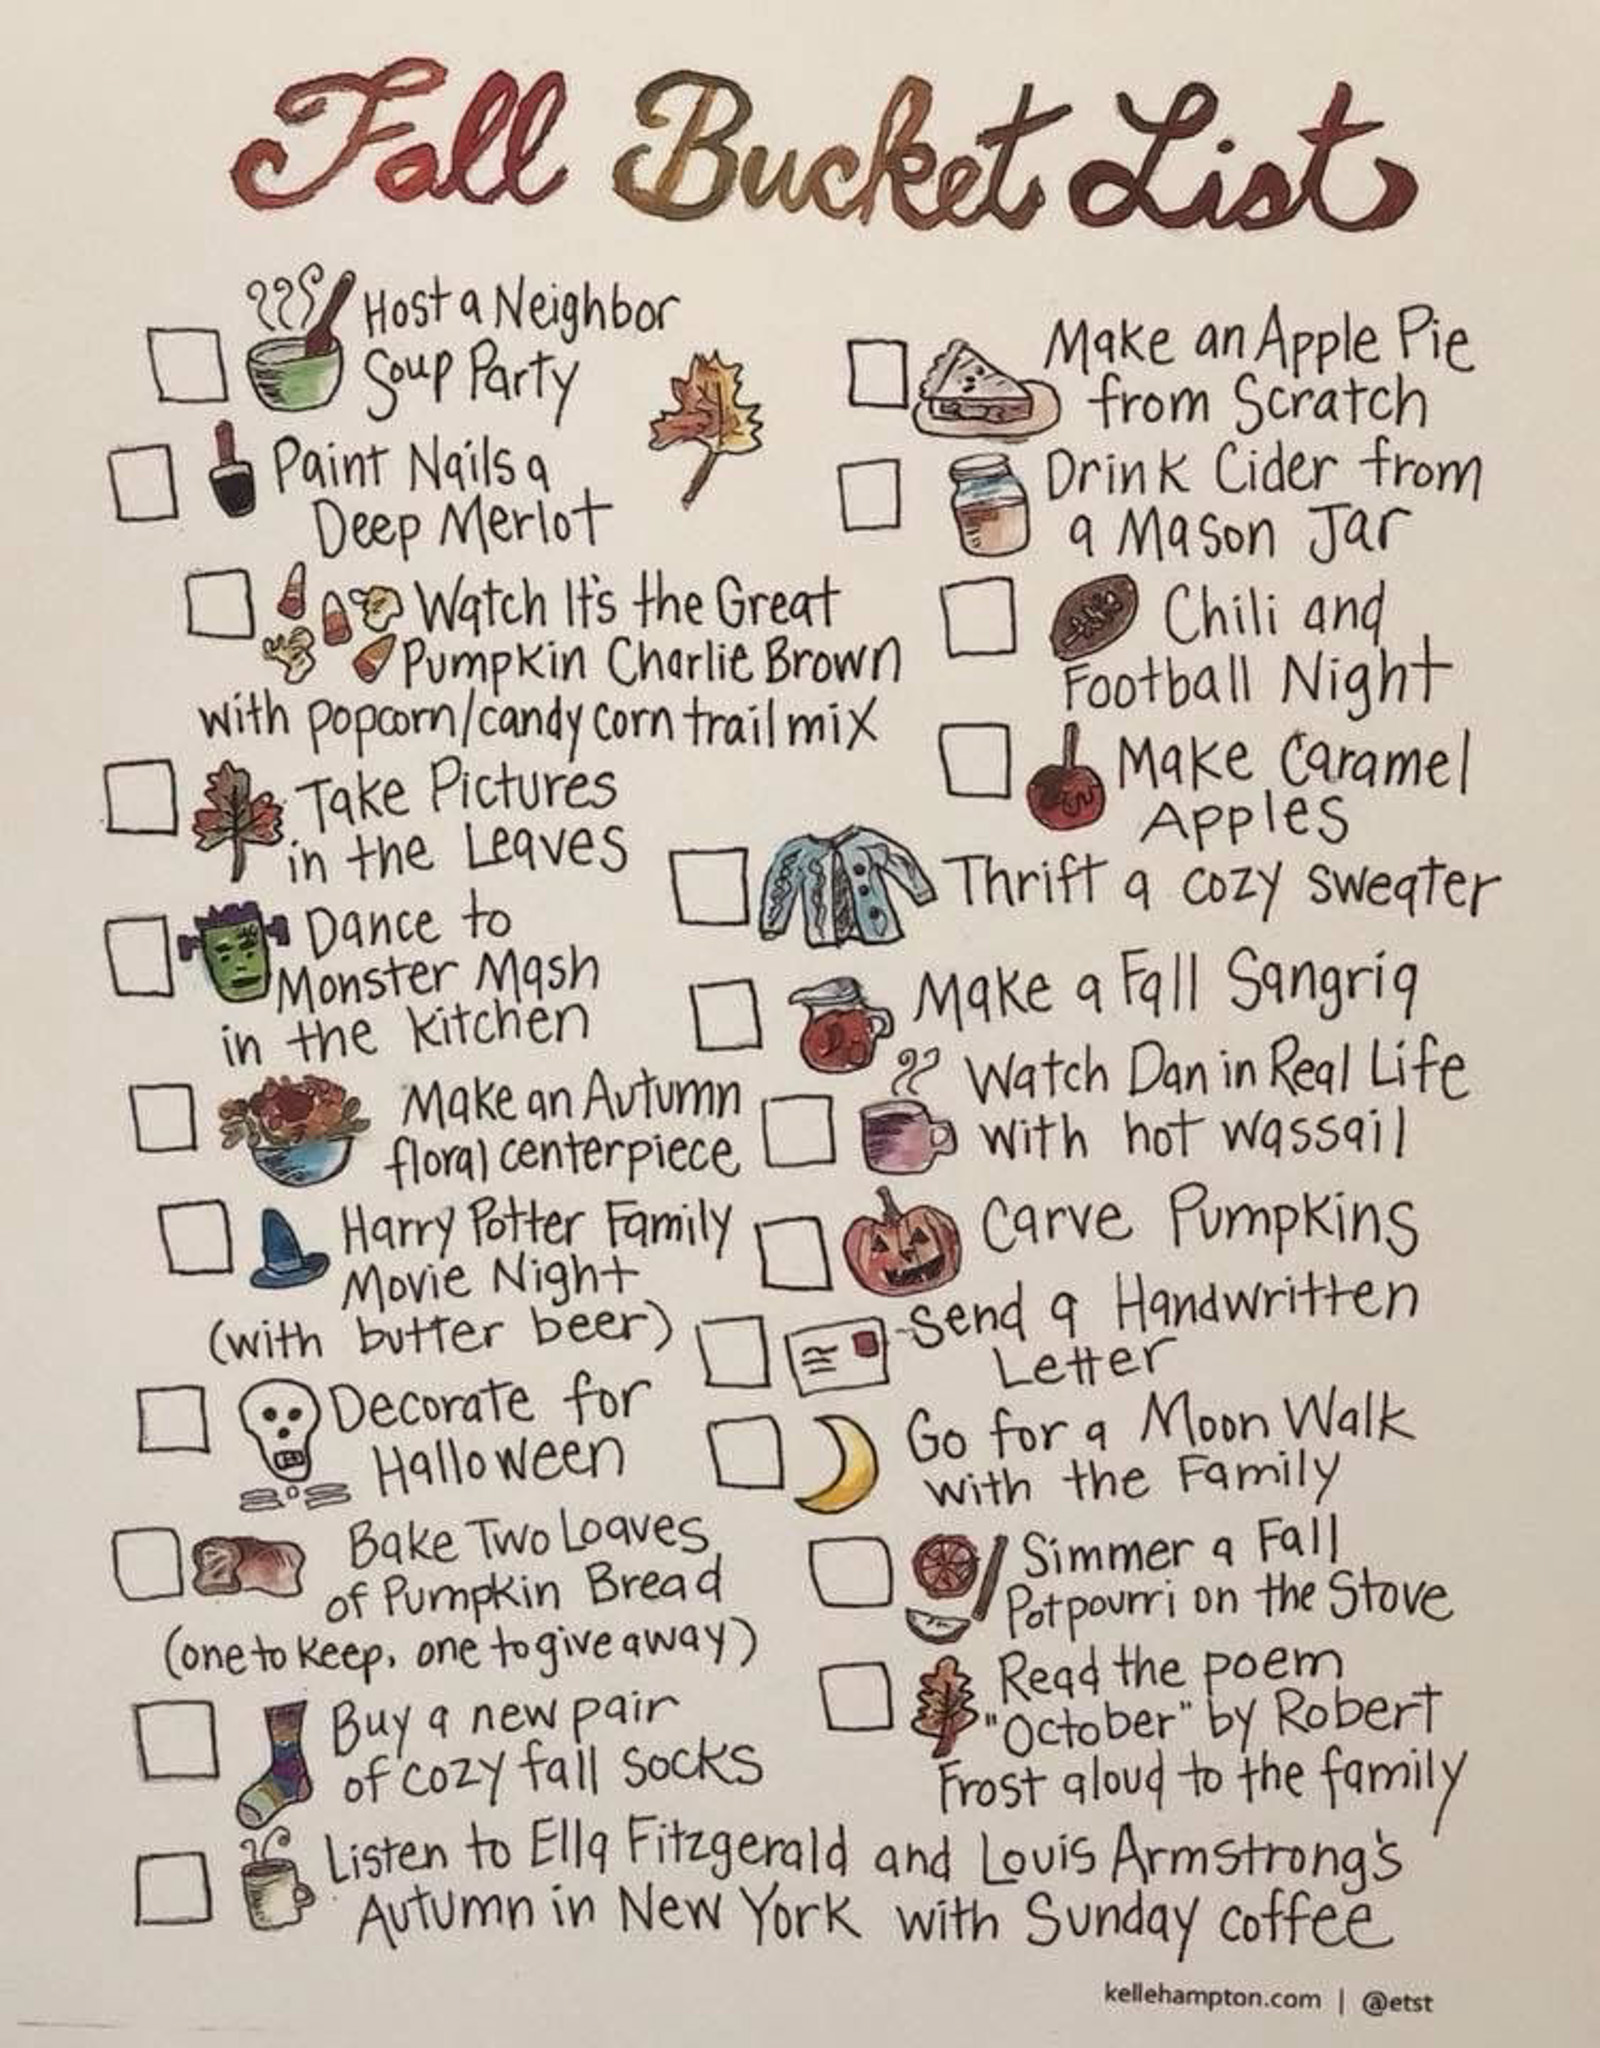 Fall Bucket List
Host a Neighbor
Soup Party
Paint Nails a
Deep Merlot
Watch It's the Great
Pumpkin Charlie Brown
with popcorn/candy corn trail mix
Take Pictures
in the Leaves
Dance to
Monster Mash
in the kitchen
Make an Autumn
floral centerpiece
Harry Potter Family
Movie Night
(with butter beer)
Decorate for
Halloween
Bake Two Loaves
of Pumpkin Bread
(one to keep, one to give away)
Buy a new pair
of cozy fall socks
Make an Apple Pie
from Scratch
Drink Cider from
a Mason Jar
Chili and
Football Night
Make Caramel
Apples
Thrift a cozy sweater
Make a Fall Sangria
Watch Dan in Real Life
with hot wassail
Carve Pumpkins
Send a Handwritten
Letter
Go for a Moon Walk
with the Family
Simmer a Fall
Potpourri on the Stove
Read the poem
"October" by Robert
Frost aloud to the family
Listen to Ella Fitzgerald and Louis Armstrong's
Autumn in New York with Sunday coffee
kellehampton.com | @etst